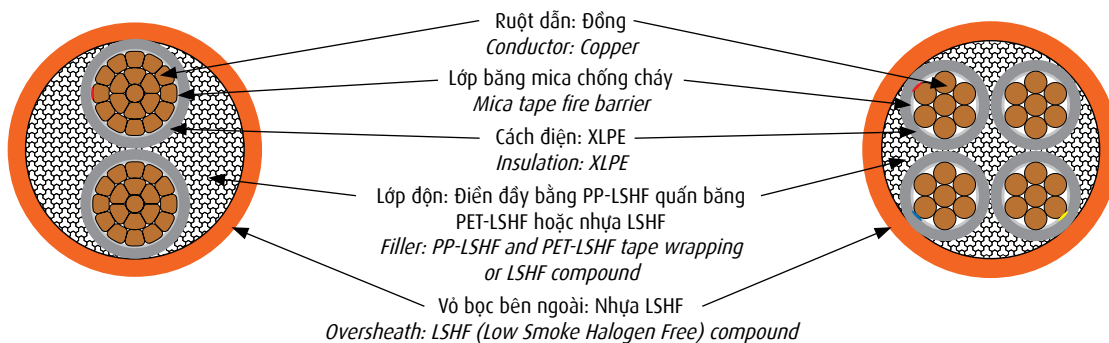 Ruột dẫn: Đồng
Conductor: Copper
Lớp băng mica chống cháy
Mica tape fire barrier
Cách điện: XLPE
Insulation: XLPE
Lớp độn: Điền đầy bằng PP-LSHF quấn băng
PET-LSHF hoặc nhựa LSHF
Filler: PP-LSHF and PET-LSHF tape wrapping
or LSHF compound
Vỏ bọc bên ngoài: Nhựa LSHF
Oversheath: LSHF (Low Smoke Halogen Free) compound